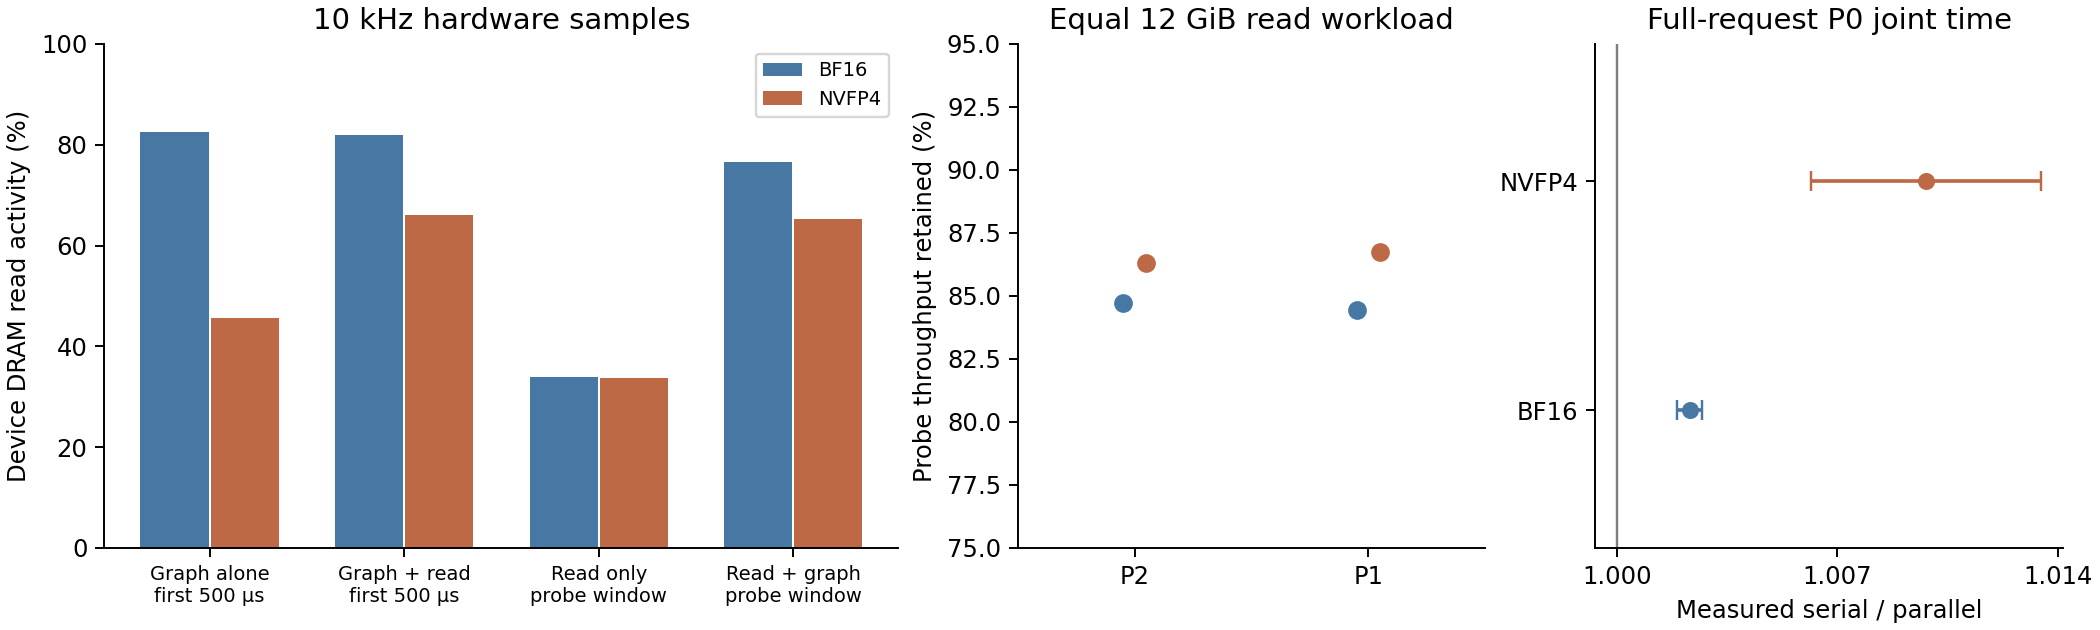 10 kHz hardware samples
Device DRAM read activity (%)
100
80
60
40
20
0
BF16
NVFP4
Graph alone
first 500 µs
Graph + read
first 500 µs
Read only
probe window
Read + graph
probe window
Equal 12 GiB read workload
Probe throughput retained (%)
95.0
92.5
90.0
87.5
85.0
82.5
80.0
77.5
75.0
P2
P1
Full-request P0 joint time
NVFP4
BF16
1.000
1.007
1.014
Measured serial / parallel